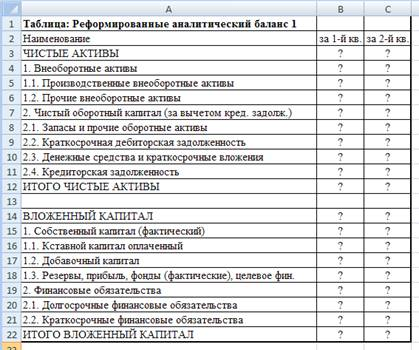 A B C
1 Таблица: Реформированные аналитический баланс 1
2 Наименование за 1-й кв. за 2-й кв.
3 ЧИСТЫЕ АКТИВЫ ? ?
4 1. Внеоборотные активы ? ?
5 1.1. Производственные внеоборотные активы ? ?
6 1.2. Прочие внеоборотные активы ? ?
7 2. Чистый оборотный капитал (за вычетом кред. задолж.) ? ?
8 2.1. Запасы и прочие оборотные активы ? ?
9 2.2. Краткосрочная дебиторская задолженность ? ?
10 2.3. Денежные средства и краткосрочные вложения ? ?
11 2.4. Кредиторская задолженность ? ?
12 ИТОГО ЧИСТЫЕ АКТИВЫ ? ?
13
14 ВЛОЖЕННЫЙ КАПИТАЛ ? ?
15 1. Собственный капитал (фактический) ? ?
16 1.1. Кставной капитал оплаченный ? ?
17 1.2. Добавочный капитал ? ?
18 1.3. Резервы, прибыль, фонды (фактические), целевое фин. ? ?
19 2. Финансовые обязательства ? ?
20 2.1. Долгосрочные финансовые обязательства ? ?
21 2.2. Краткосрочные финансовые обязательства ? ?
22 ИТОГО ВЛОЖЕННЫЙ КАПИТАЛ ? ?